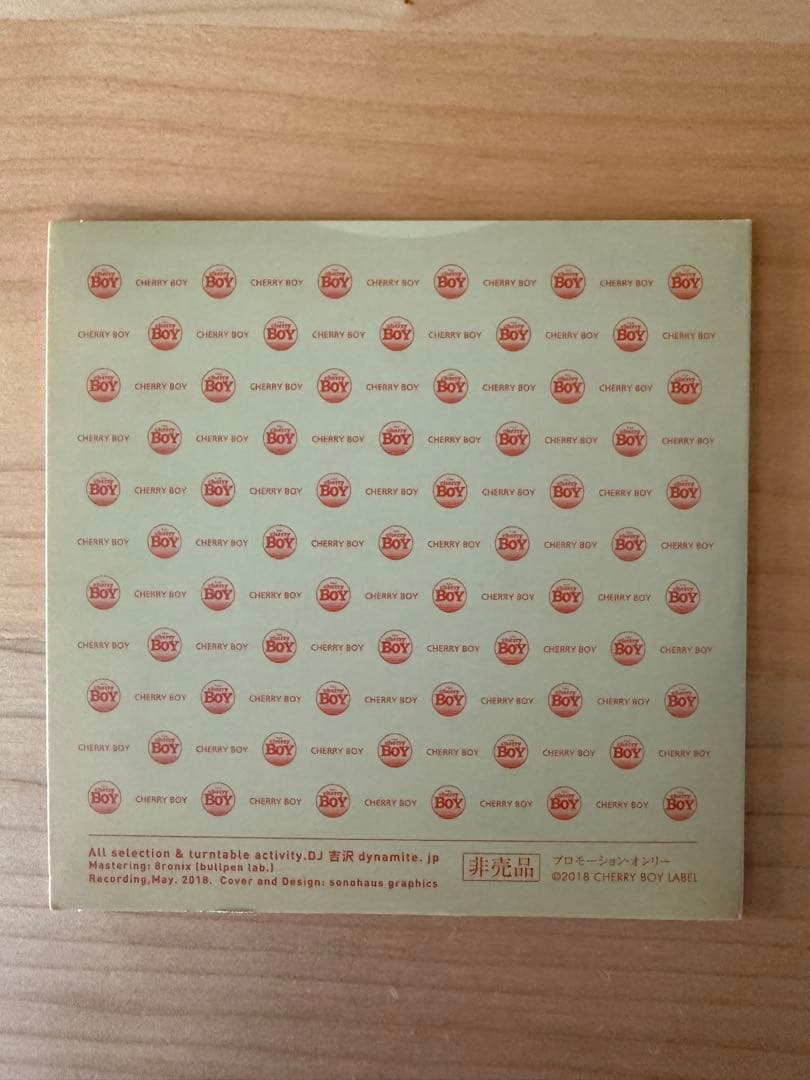 cherry BOY CHERRY BOY cherry BOY CHERRY BOY cherry BOY CHERRY BOY cherry BOY CHERRY BOY cherry BOY CHERRY BOY cherry BOY
CHERRY BOY cherry BOY CHERRY BOY cherry BOY CHERRY BOY cherry BOY CHERRY BOY cherry BOY CHERRY BOY cherry BOY CHERRY BOY
cherry BOY CHERRY BOY cherry BOY CHERRY BOY cherry BOY CHERRY BOY cherry BOY CHERRY BOY cherry BOY CHERRY BOY cherry BOY
CHERRY BOY cherry BOY CHERRY BOY cherry BOY CHERRY BOY cherry BOY CHERRY BOY cherry BOY CHERRY BOY cherry BOY CHERRY BOY
cherry BOY CHERRY BOY cherry BOY CHERRY BOY cherry BOY CHERRY BOY cherry BOY CHERRY BOY cherry BOY CHERRY BOY cherry BOY
CHERRY BOY cherry BOY CHERRY BOY cherry BOY CHERRY BOY cherry BOY CHERRY BOY cherry BOY CHERRY BOY cherry BOY CHERRY BOY
cherry BOY CHERRY BOY cherry BOY CHERRY BOY cherry BOY CHERRY BOY cherry BOY CHERRY BOY cherry BOY CHERRY BOY cherry BOY
CHERRY BOY cherry BOY CHERRY BOY cherry BOY CHERRY BOY cherry BOY CHERRY BOY cherry BOY CHERRY BOY cherry BOY CHERRY BOY
cherry BOY CHERRY BOY cherry BOY CHERRY BOY cherry BOY CHERRY BOY cherry BOY CHERRY BOY cherry BOY CHERRY BOY cherry BOY
CHERRY BOY cherry BOY CHERRY BOY cherry BOY CHERRY BOY cherry BOY CHERRY BOY cherry BOY CHERRY BOY cherry BOY CHERRY BOY
cherry BOY CHERRY BOY cherry BOY CHERRY BOY cherry BOY CHERRY BOY cherry BOY CHERRY BOY cherry BOY CHERRY BOY cherry BOY
All selection & turntable activity.DJ 吉沢 dynamite. jp
Mastering: 8ronix (bullpen lab.)
Recording,May. 2018. Cover and Design: sonohaus graphics
非売品
プロモーション・オンリー
©2018 CHERRY BOY LABEL